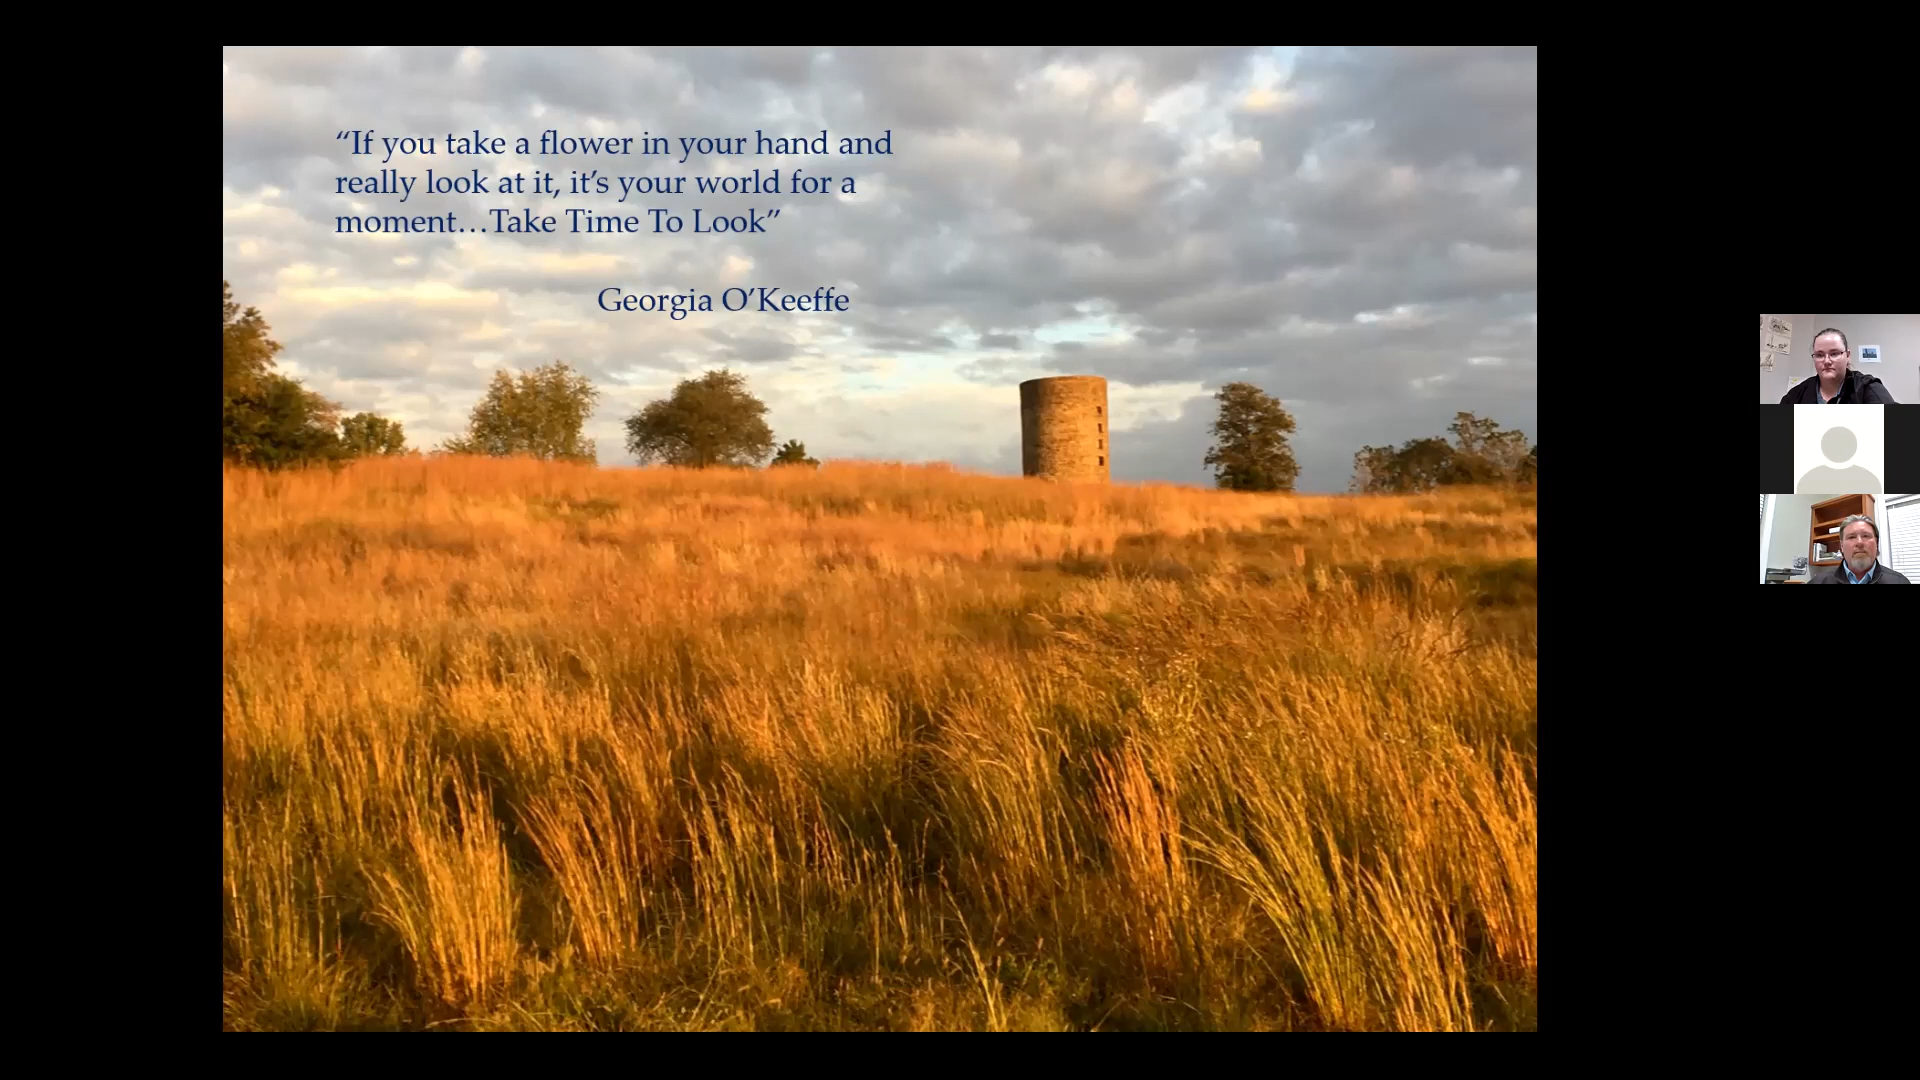 “If you take a flower in your hand and
really look at it, it’s your world for a
moment…Take Time To Look”
Georgia O’Keeffe